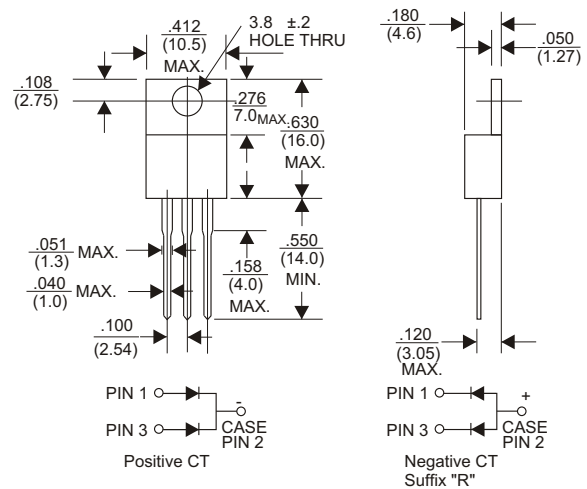 .412
(10.5)
MAX.
3.8 ±.2
HOLE THRU
.108
(2.75)
.276
7.0MAX.
.630
(16.0)
MAX.
.051
(1.3)
MAX.
.040
(1.0)
MAX.
.158
(4.0)
MAX.
.550
(14.0)
MIN.
.100
(2.54)
.180
(4.6)
.050
(1.27)
.120
(3.05)
MAX.
PIN 1
PIN 3
-
CASE
PIN 2
Positive CT
PIN 1
PIN 3
+
CASE
PIN 2
Negative CT
Suffix "R"